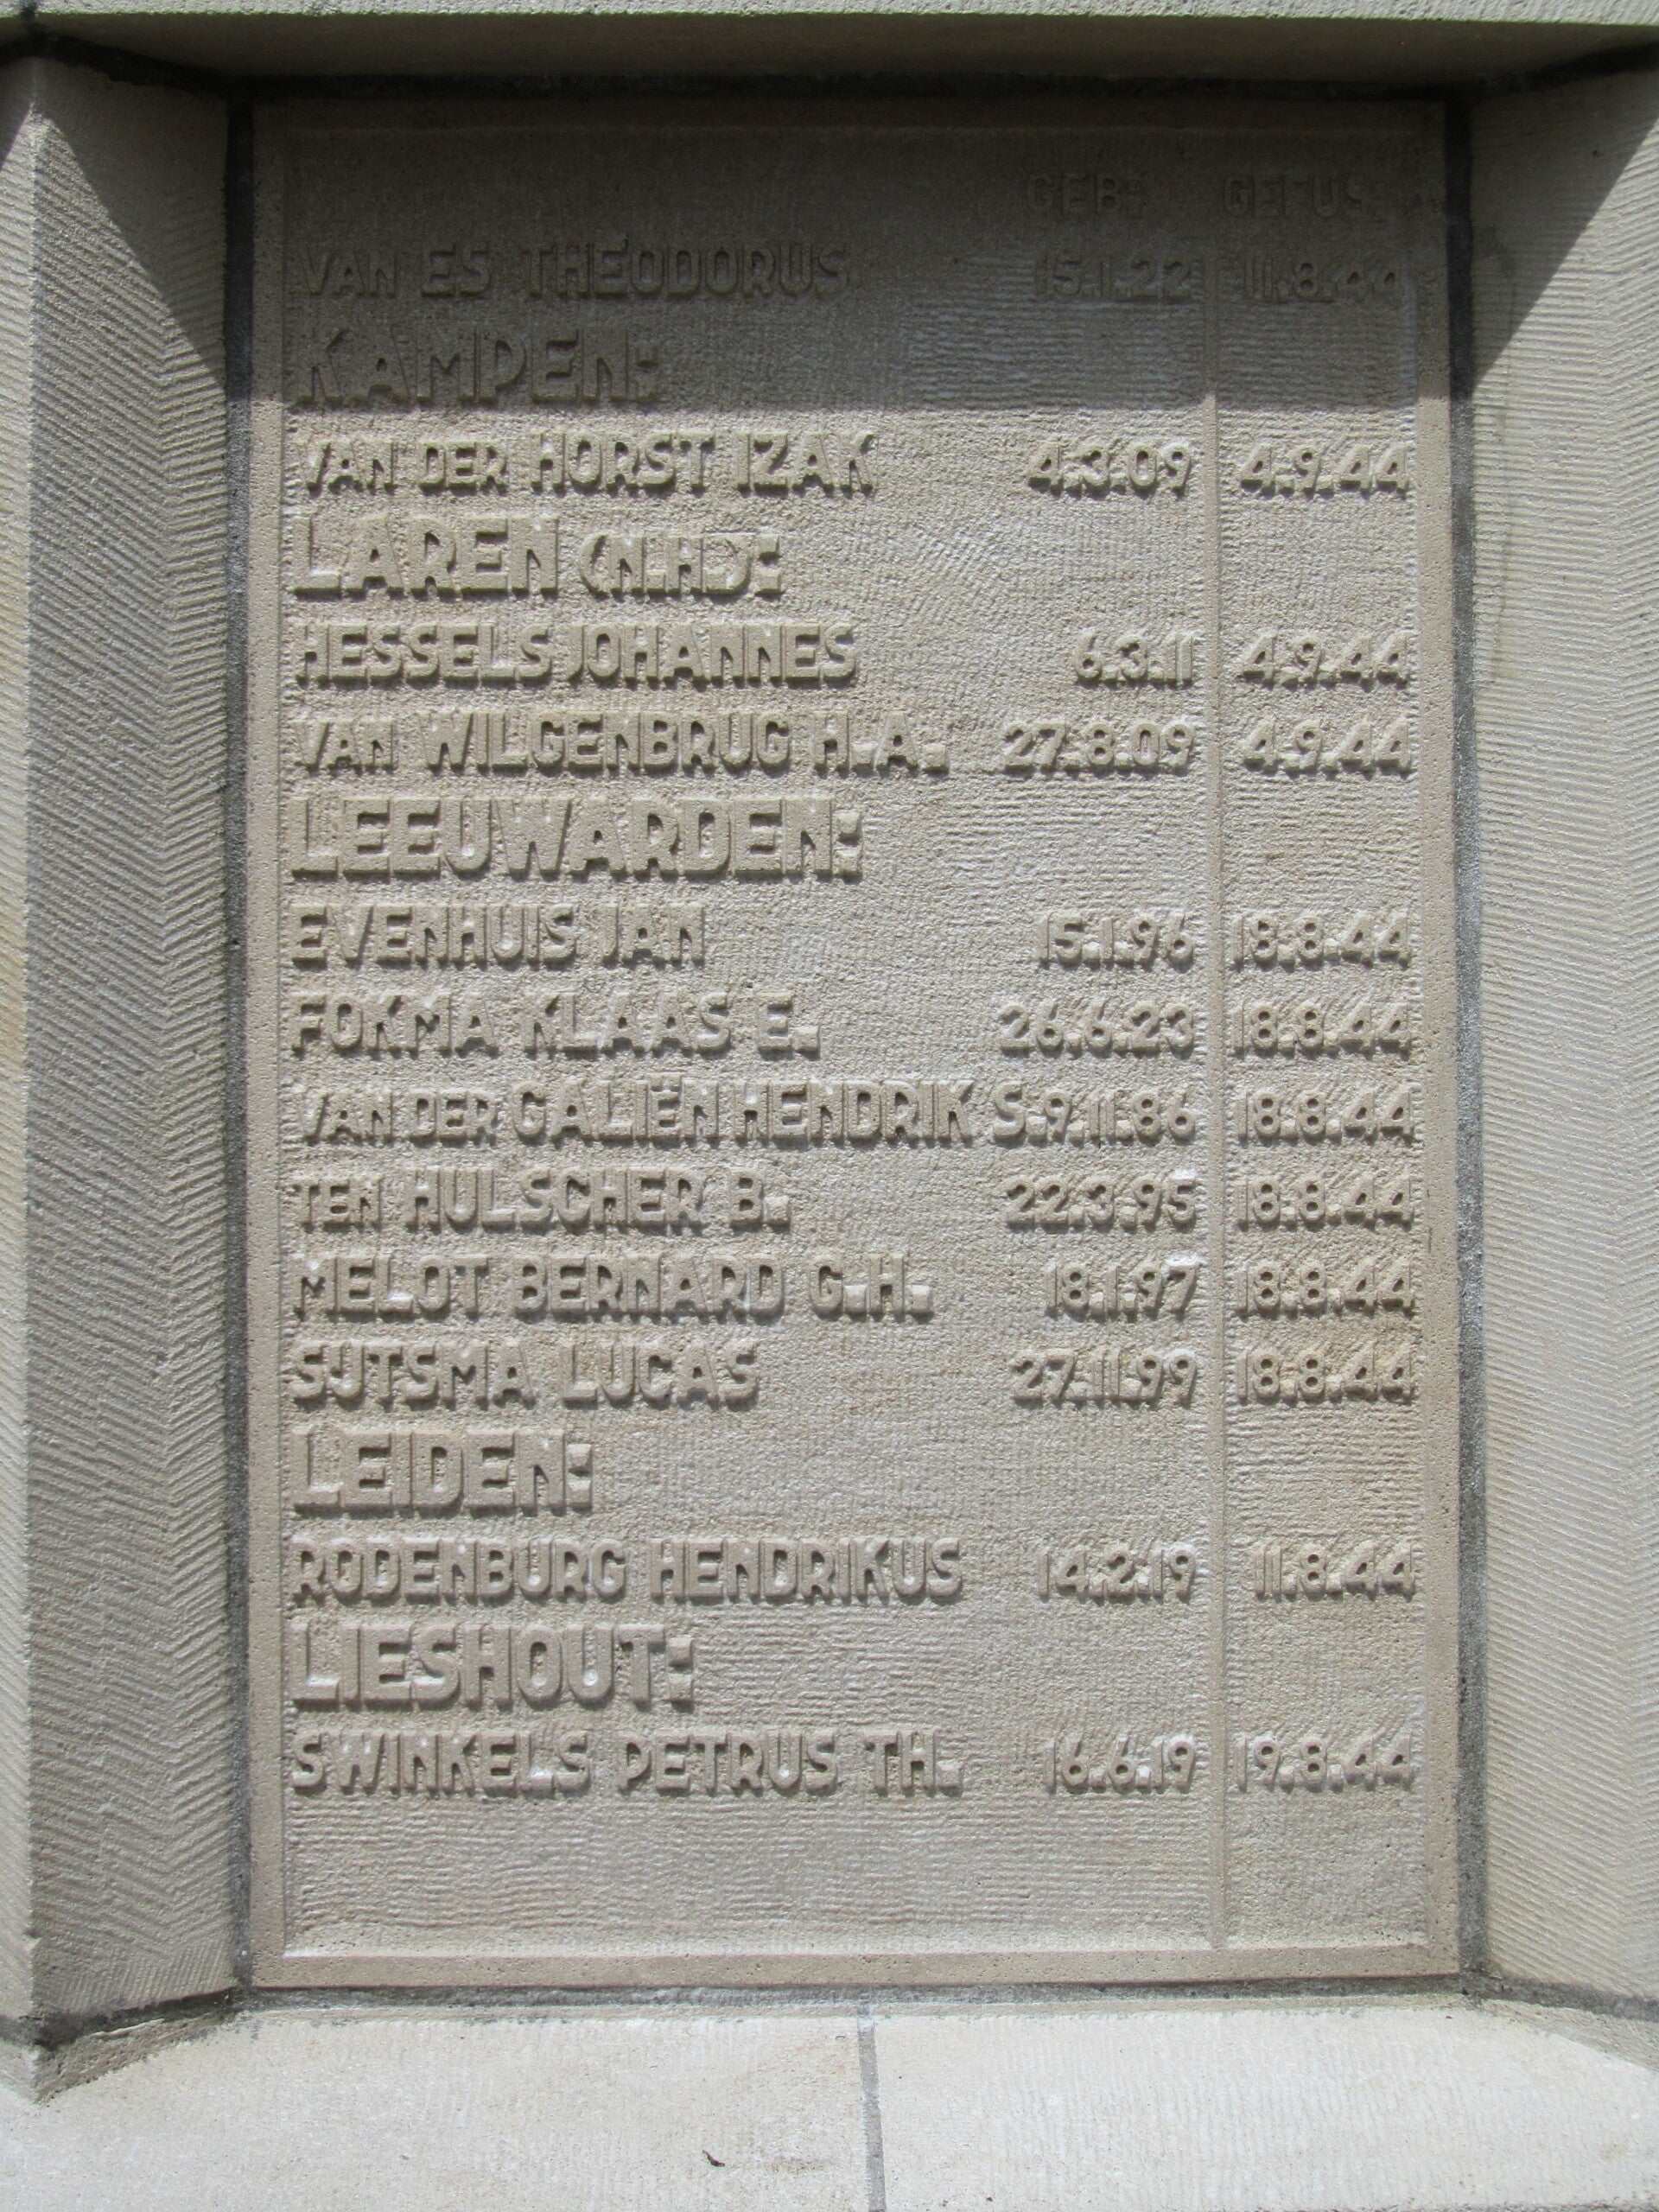 GEB: GEFUS:
VAN ES THEODORUS 15.1.22 11.8.44
KAMPEN:
VAN DER HORST IZAK 4.3.09 4.9.44
LAREN (N.H.):
HESSELS JOHANNES 6.3.11 4.9.44
VAN WILGENBRUG H.A. 27.8.09 4.9.44
LEEUWARDEN:
EVENHUIS JAN 15.1.96 18.8.44
FOKMA KLAAS E. 26.6.23 18.8.44
VAN DER GALIËN HENDRIK S. 9.11.86 18.8.44
TEN HULSCHER B. 22.3.95 18.8.44
MELOT BERNARD G.H. 18.1.97 18.8.44
SIJTSMA LUCAS 27.11.99 18.8.44
LEIDEN:
RODENBURG HENDRIKUS 14.2.19 11.8.44
LIESHOUT:
SWINKELS PETRUS TH. 16.6.19 19.8.44